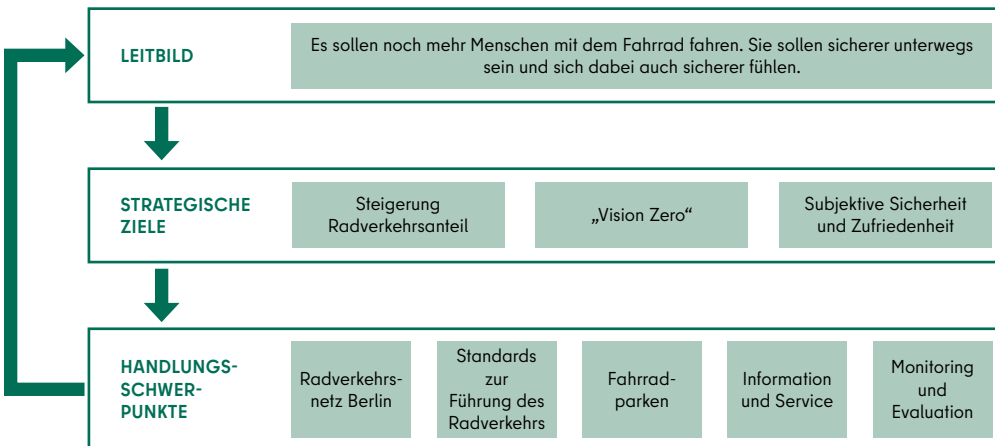 LEITBILD
Es sollen noch mehr Menschen mit dem Fahrrad fahren. Sie sollen sicherer unterwegs
sein und sich dabei auch sicherer fühlen.
STRATEGISCHE
ZIELE
Steigerung
Radverkehrsanteil
„Vision Zero“
Subjektive Sicherheit
und Zufriedenheit
HANDLUNGS-
SCHWER-
PUNKTE
Radverkehrs-
netz Berlin
Standards
zur
Führung des
Radverkehrs
Fahrrad-
parken
Information
und Service
Monitoring
und
Evaluation